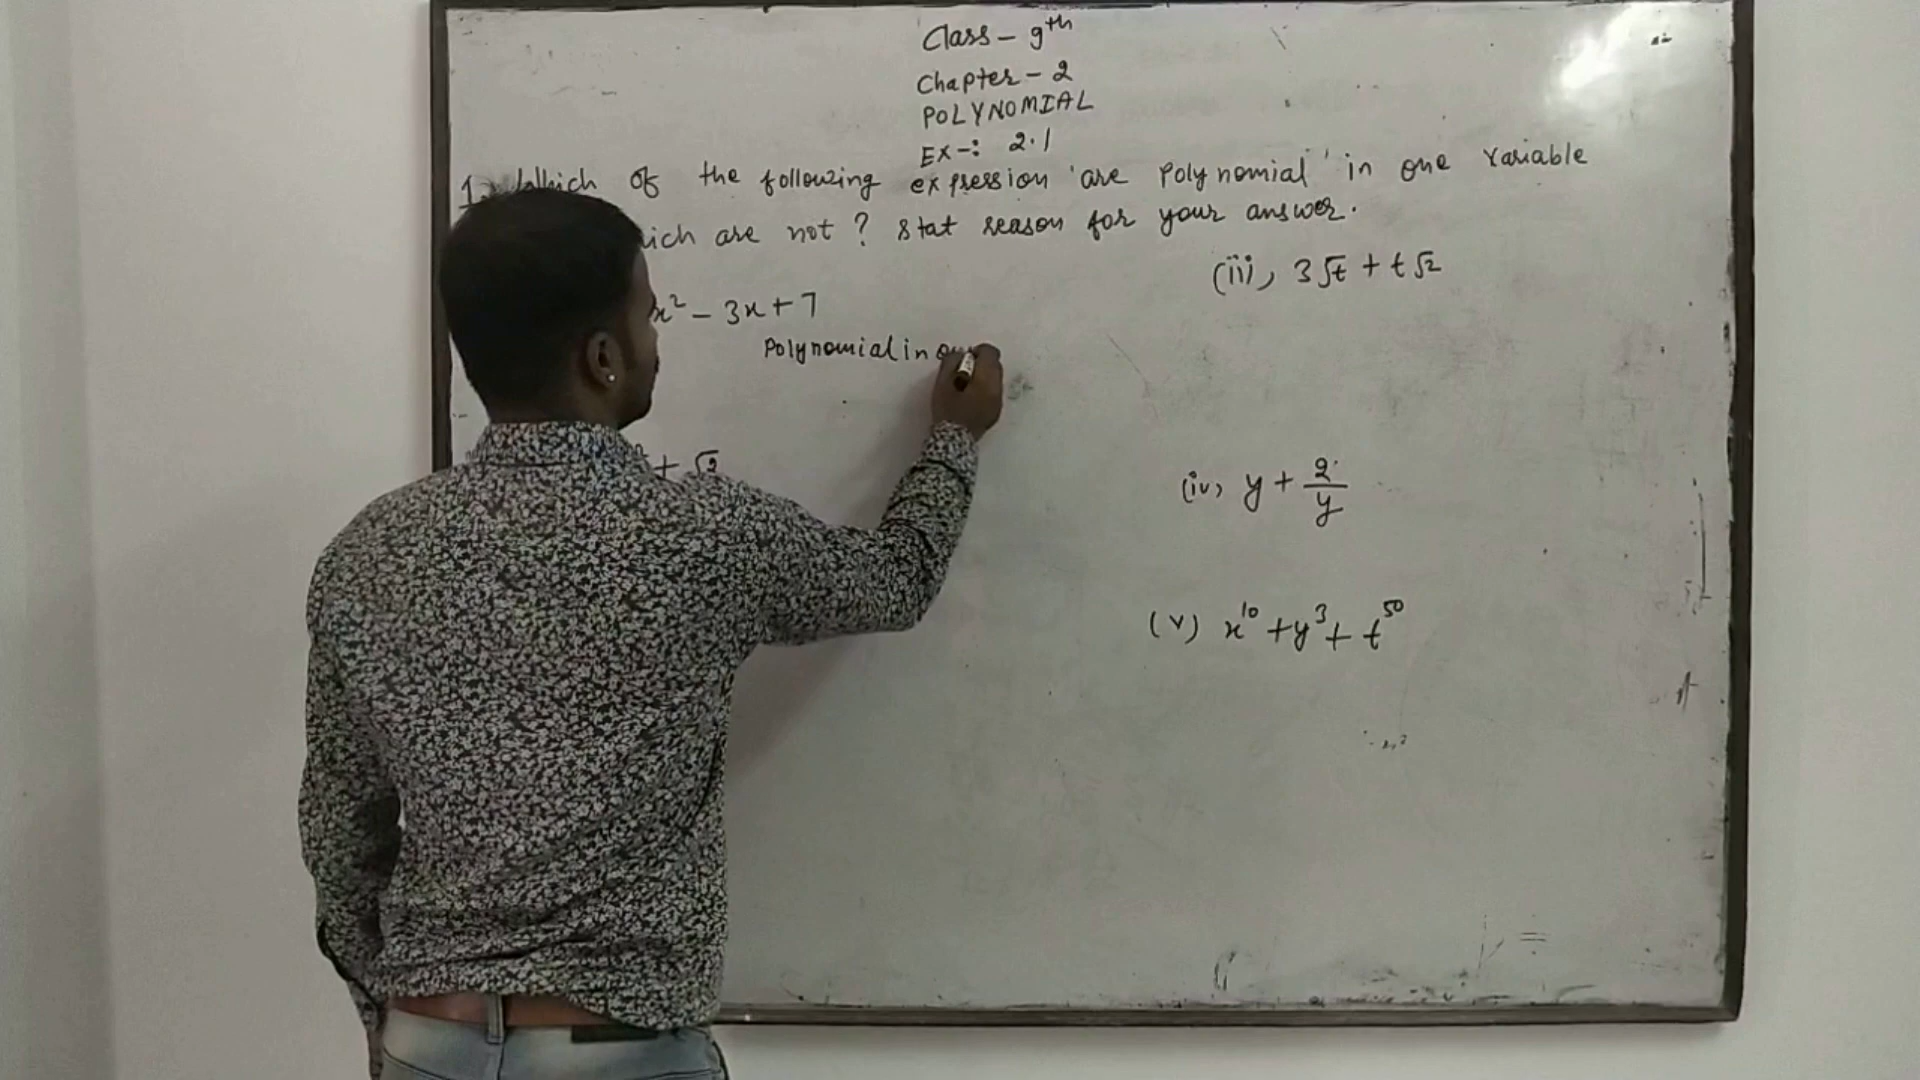 Class - 9th
Chapter - 2
POLYNOMIAL
Ex-: 2.1
1. Which of the following expression are Polynomial in one variable
are not ? stat reason for your answer.
x² - 3x + 7
Polynomial in
+ √2
(iii) 3√t + t√2
(iv) y + 2/y
(v) x¹⁰ + y³ + t⁵⁰